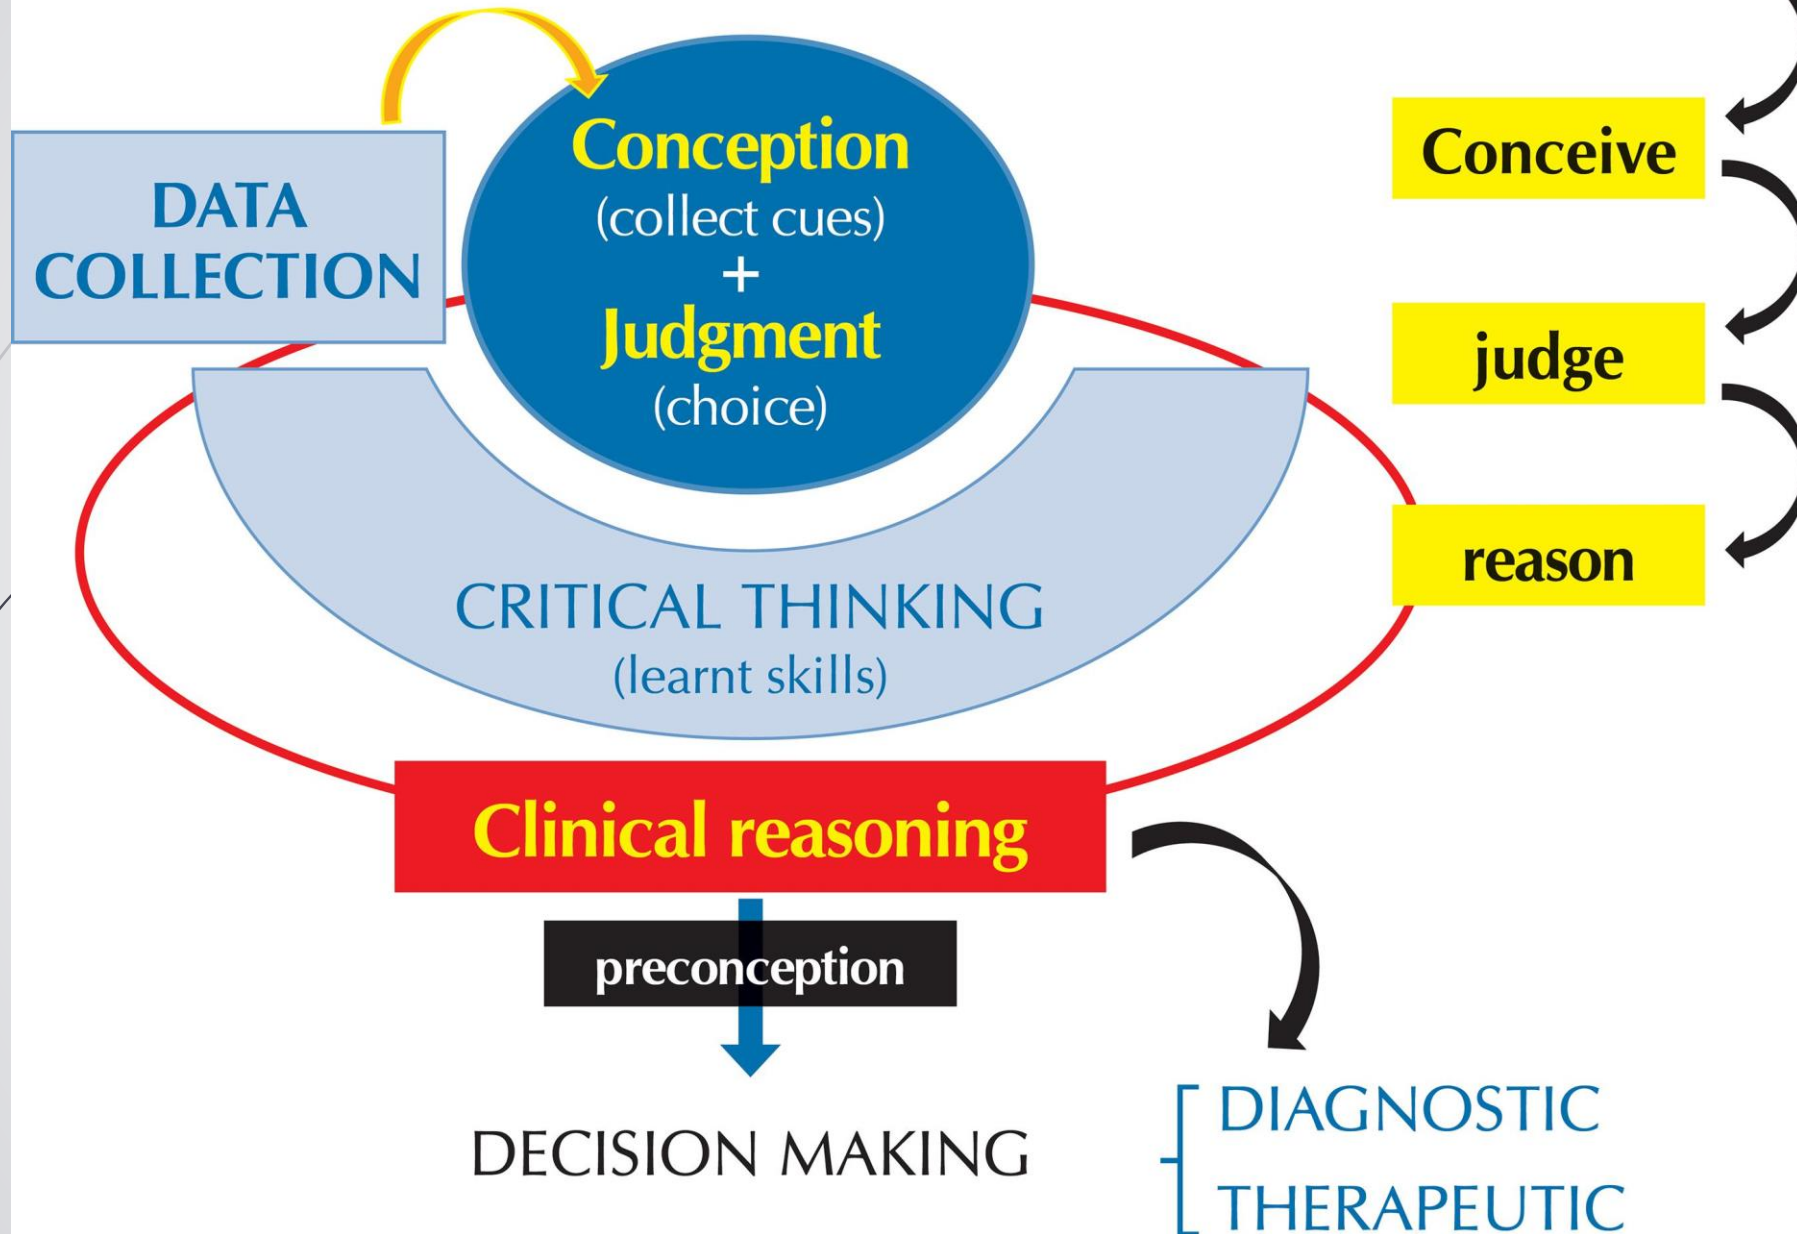 DATA
COLLECTION
Conception
(collect cues)
+
Judgment
(choice)
CRITICAL THINKING
(learnt skills)
Clinical reasoning
preconception
DECISION MAKING
DIAGNOSTIC
THERAPEUTIC
Conceive
judge
reason